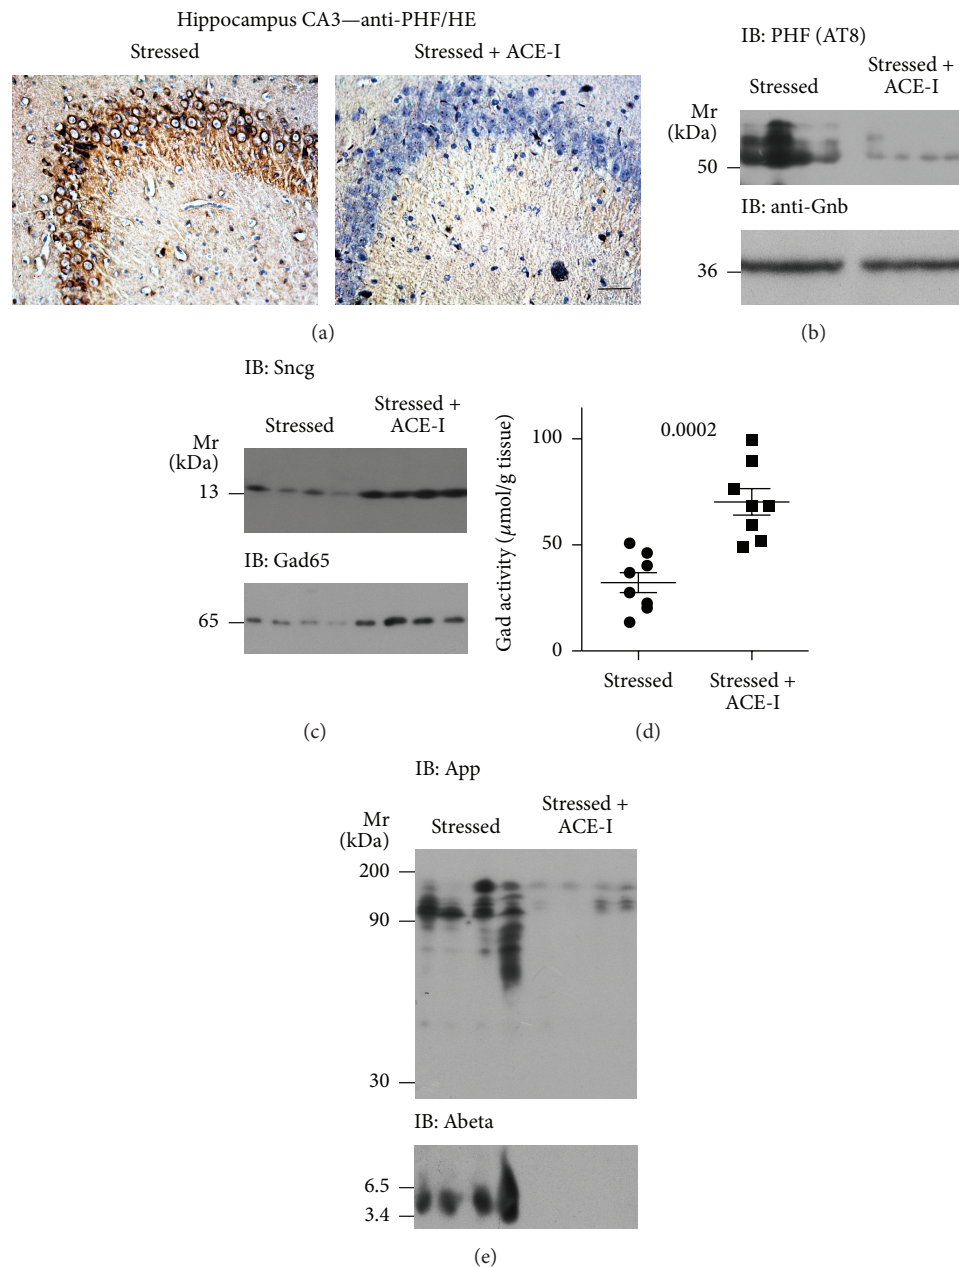 Hippocampus CA3—anti-PHF/HE
Stressed
Stressed + ACE-I
(a)
IB: PHF (AT8)
Stressed
Stressed +
ACE-I
Mr
(kDa)
50
IB: anti-Gnb
36
(b)
IB: Sncg
Stressed
Stressed +
ACE-I
Mr
(kDa)
13
IB: Gad65
65
(c)
Gad activity (μmol/g tissue)
100
50
0
0.0002
Stressed
Stressed +
ACE-I
(d)
IB: App
Stressed
Stressed +
ACE-I
Mr
(kDa)
200
90
30
IB: Abeta
6.5
3.4
(e)